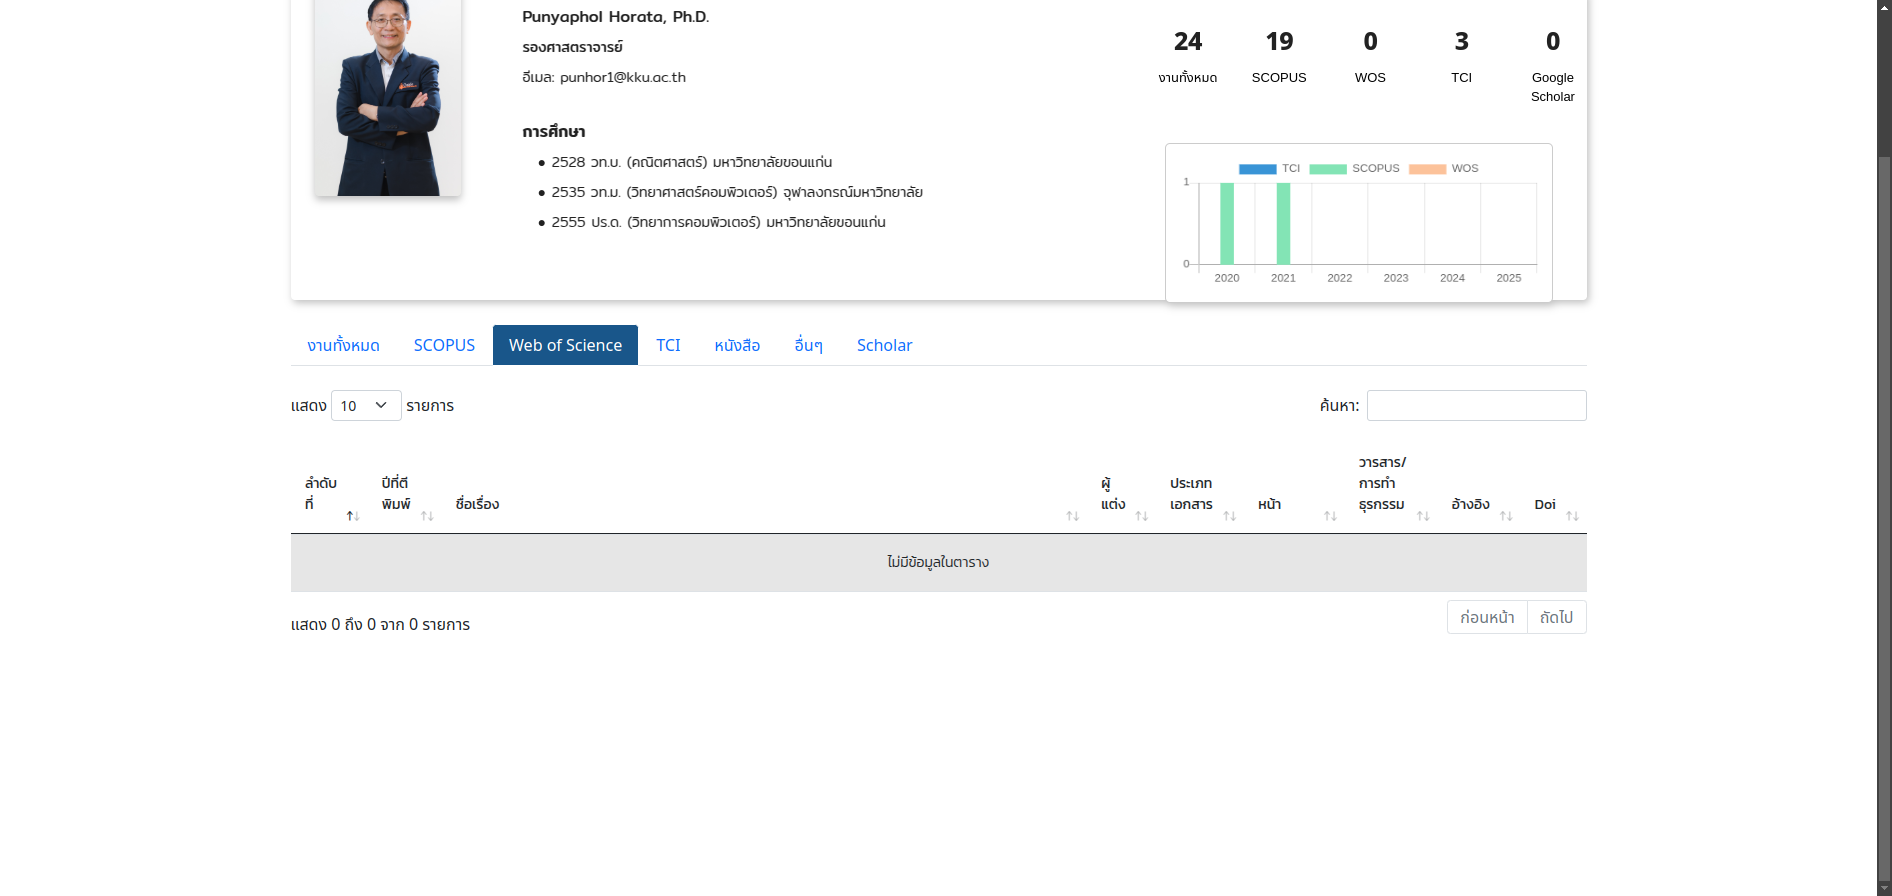 Punyaphol Horata, Ph.D.
รองศาสตราจารย์
อีเมล: punhor1@kku.ac.th
การศึกษา
2528 วท.บ. (คณิตศาสตร์) มหาวิทยาลัยขอนแก่น
2535 วท.ม. (วิทยาศาสตร์คอมพิวเตอร์) จุฬาลงกรณ์มหาวิทยาลัย
2555 ปร.ด. (วิทยาการคอมพิวเตอร์) มหาวิทยาลัยขอนแก่น
24 19 0 3 0
งานทั้งหมด SCOPUS WOS TCI Google
Scholar
TCI SCOPUS WOS
1
0
2020 2021 2022 2023 2024 2025
งานทั้งหมด SCOPUS Web of Science TCI หนังสือ อื่นๆ Scholar
แสดง 10 รายการ ค้นหา:
ลำดับ
ที่
ปีที่ตี
พิมพ์
ชื่อเรื่อง
ผู้
แต่ง
ประเภท
เอกสาร
หน้า
วารสาร/
การทำ
ธุรกรรม
อ้างอิง
Doi
ไม่มีข้อมูลในตาราง
แสดง 0 ถึง 0 จาก 0 รายการ
ก่อนหน้า ถัดไป